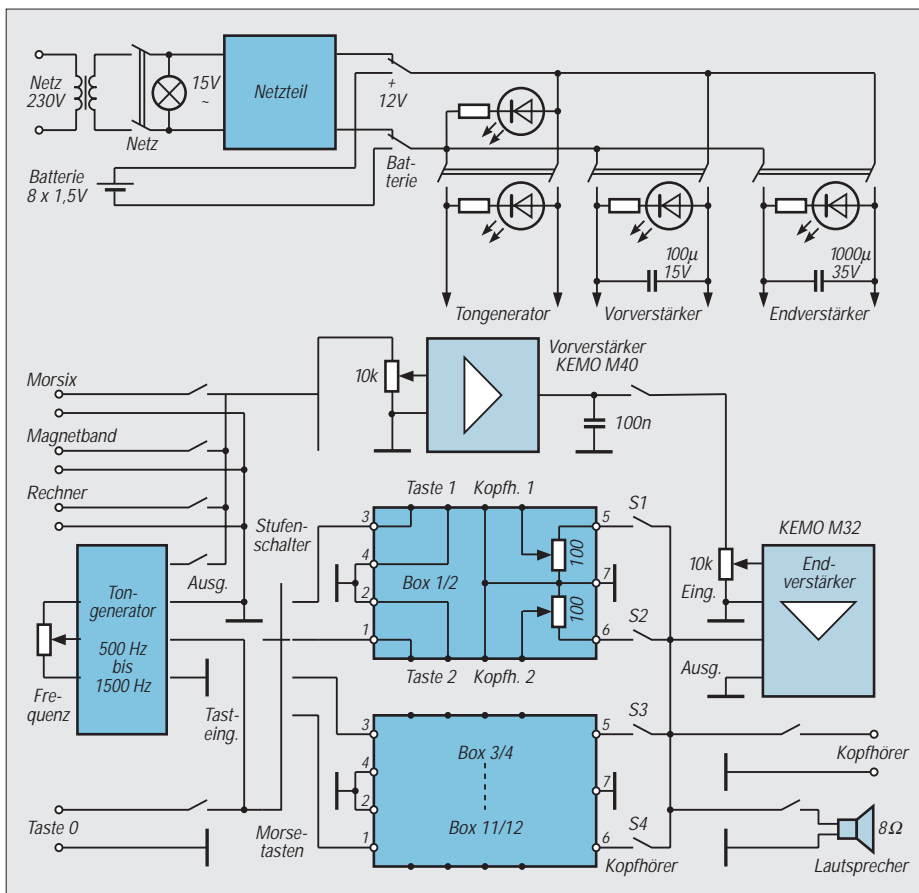 Netz
230V
Netz
15V
~
Netzteil
+
12V
Bat-
terie
Batterie
8 x 1,5V
100µ
15V
1000µ
35V
Tongenerator
Vorverstärker
Endverstärker
Morsix
Magnetband
Rechner
10k
Vorverstärker
KEMO M40
100n
Stufen-
schalter
Taste 1
Kopfh. 1
3
4
2
1
Box 1/2
100
100
5
7
6
Taste 2
Kopfh. 2
S1
S2
KEMO M32
10k
Eing.
End-
verstärker
Ausg.
Ausg.
Ton-
generator
500 Hz
bis
1500 Hz
Fre-
quenz
Tast-
eing.
3
4
2
1
Box 3/4
Box 11/12
5
7
6
S3
S4
Kopfhörer
Morse-
tasten
Taste 0
Kopfhörer
8Ω
Lautsprecher